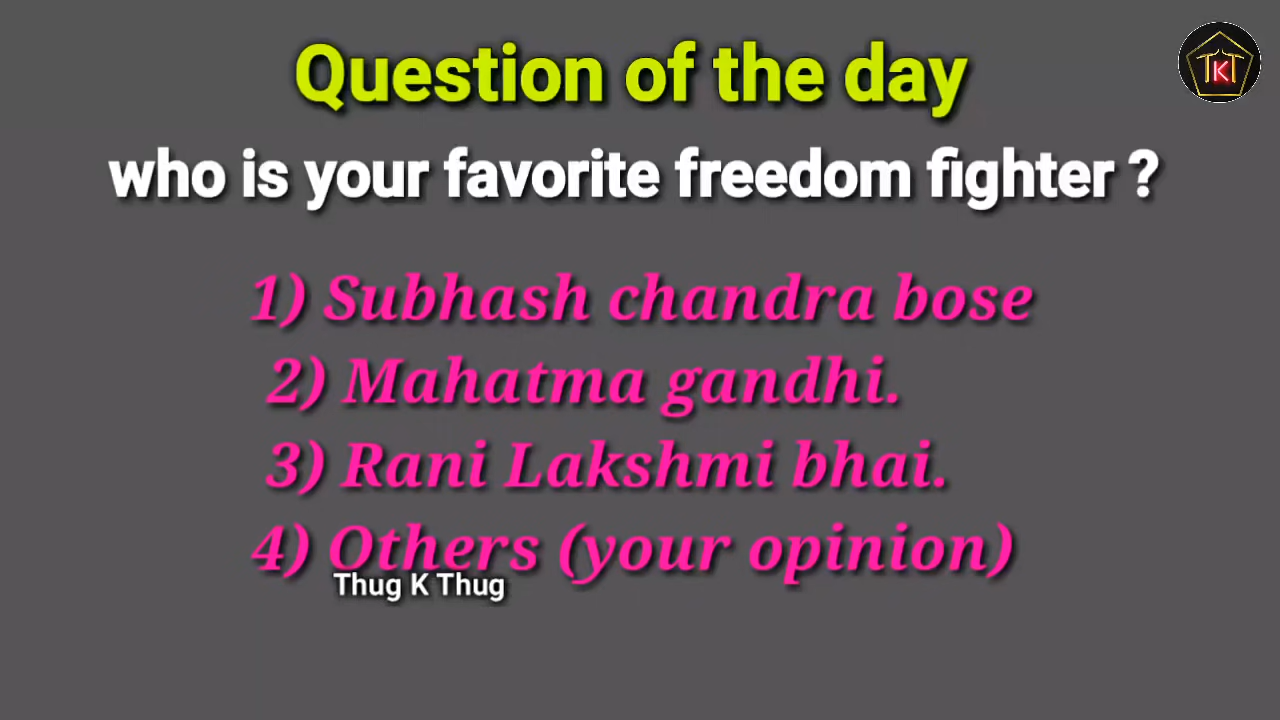 Question of the day
TKT
who is your favorite freedom fighter ?
1) Subhash chandra bose
2) Mahatma gandhi.
3) Rani Lakshmi bhai.
4) Others (your opinion)
Thug K Thug